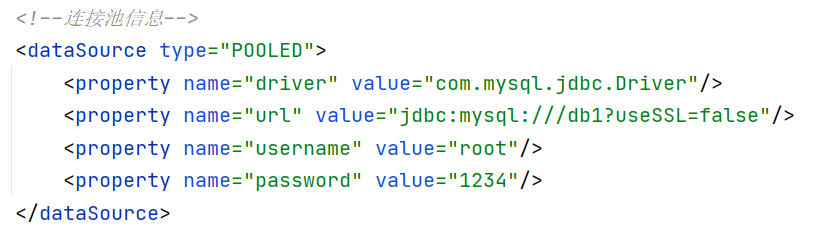 <!--连接池信息-->
<dataSource type="POOLED">
<property name="driver" value="com.mysql.jdbc.Driver"/>
<property name="url" value="jdbc:mysql:///db1?useSSL=false"/>
<property name="username" value="root"/>
<property name="password" value="1234"/>
</dataSource>